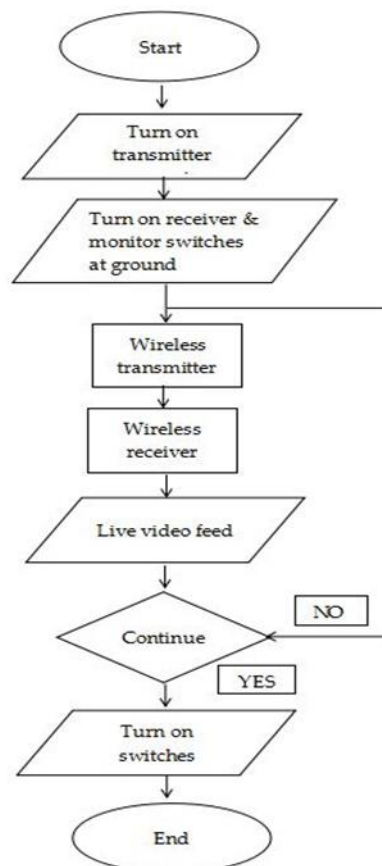 Start
Turn on
transmitter
Turn on receiver &
monitor switches
at ground
Wireless
transmitter
Wireless
receiver
Live video feed
Continue
NO
YES
Turn on
switches
End